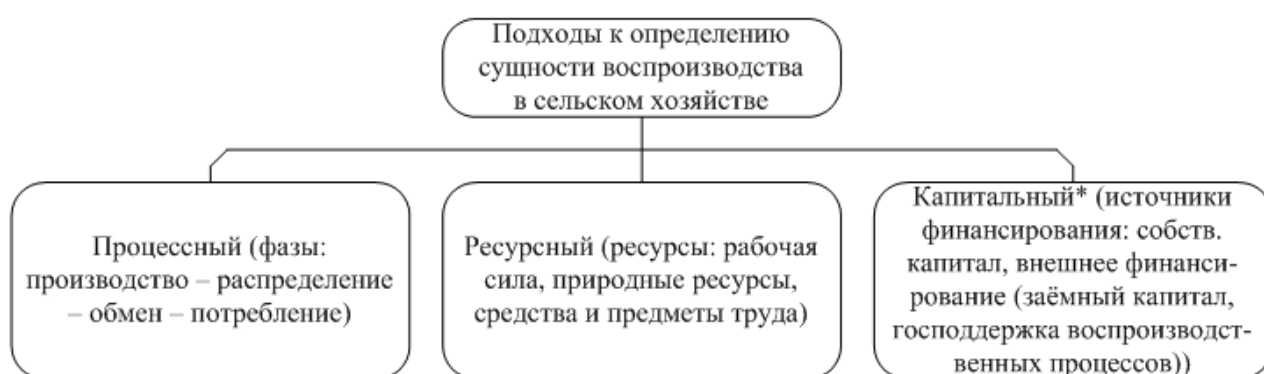 Подходы к определению
сущности воспроизводства
в сельском хозяйстве
Процессный (фазы:
производство – распределение
– обмен – потребление)
Ресурсный (ресурсы: рабочая
сила, природные ресурсы,
средства и предметы труда)
Капитальный* (источники
финансирования: собств.
капитал, внешнее финанси-
рование (заёмный капитал,
господдержка воспроизводст-
венных процессов))